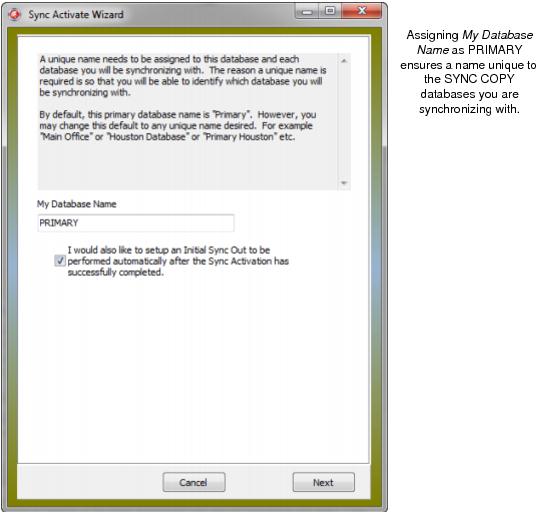 Sync Activate Wizard
A unique name needs to be assigned to this database and each
database you will be synchronizing with. The reason a unique name is
required is so that you will be able to identify which database you will
be synchronizing with.
By default, this primary database name is "Primary". However, you
may change this default to any unique name desired. For example
"Main Office" or "Houston Database" or "Primary Houston" etc.
My Database Name
PRIMARY
I would also like to setup an Initial Sync Out to be
performed automatically after the Sync Activation has
successfully completed.
Cancel
Next
Assigning My Database
Name as PRIMARY
ensures a name unique to
the SYNC COPY
databases you are
synchronizing with.